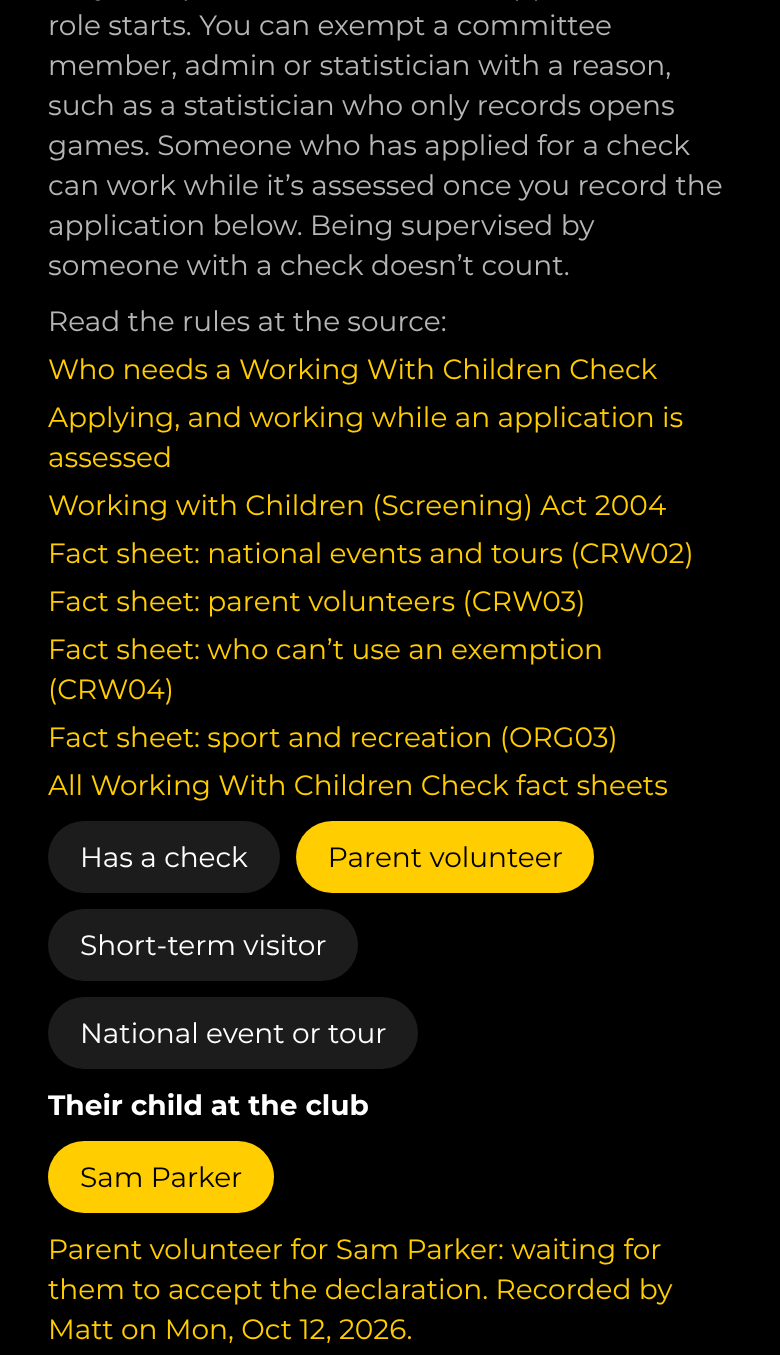 role starts. You can exempt a committee
member, admin or statistician with a reason,
such as a statistician who only records opens
games. Someone who has applied for a check
can work while it’s assessed once you record the
application below. Being supervised by
someone with a check doesn’t count.
Read the rules at the source:
Who needs a Working With Children Check
Applying, and working while an application is
assessed
Working with Children (Screening) Act 2004
Fact sheet: national events and tours (CRW02)
Fact sheet: parent volunteers (CRW03)
Fact sheet: who can’t use an exemption
(CRW04)
Fact sheet: sport and recreation (ORG03)
All Working With Children Check fact sheets
Has a check
Parent volunteer
Short-term visitor
National event or tour
Their child at the club
Sam Parker
Parent volunteer for Sam Parker: waiting for
them to accept the declaration. Recorded by
Matt on Mon, Oct 12, 2026.